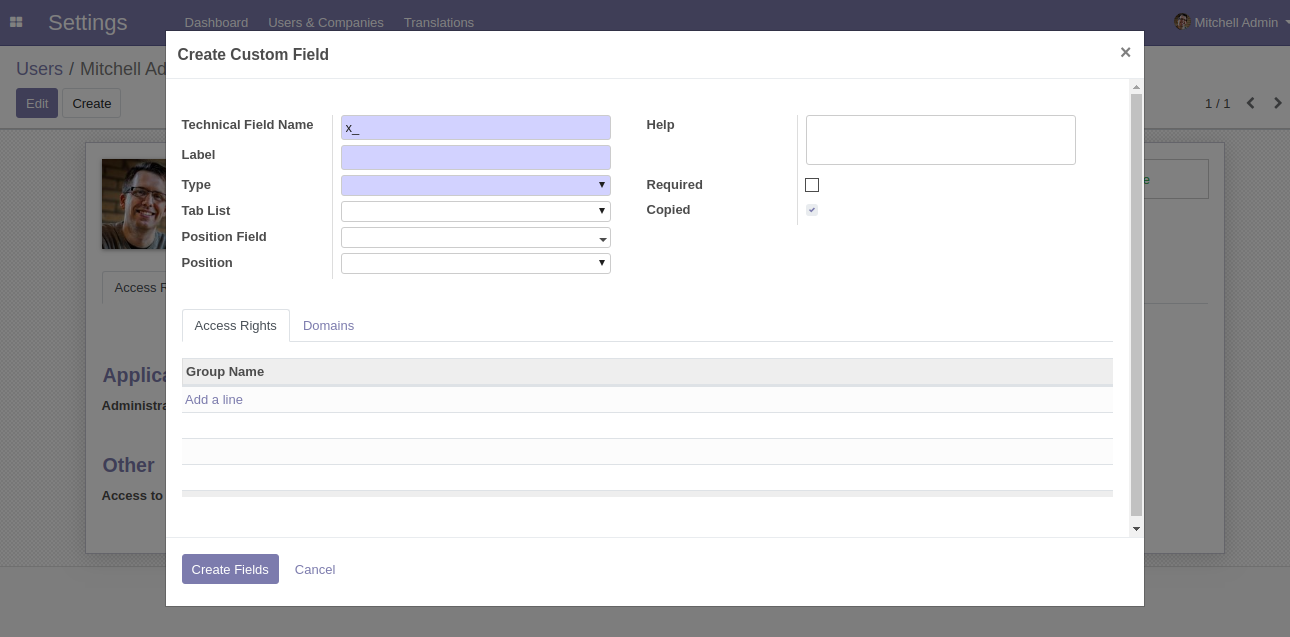 Settings Dashboard Users & Companies Translations Mitchell Admin
Create Custom Field ×
Users / Mitchell Ad
Edit Create
1 / 1
Technical Field Name x_
Help
Label
Type
Required
Tab List
Copied
Position Field
Position
Access R
Access Rights Domains
Group Name
Applica
Add a line
Administra
Other
Access to
Create Fields Cancel